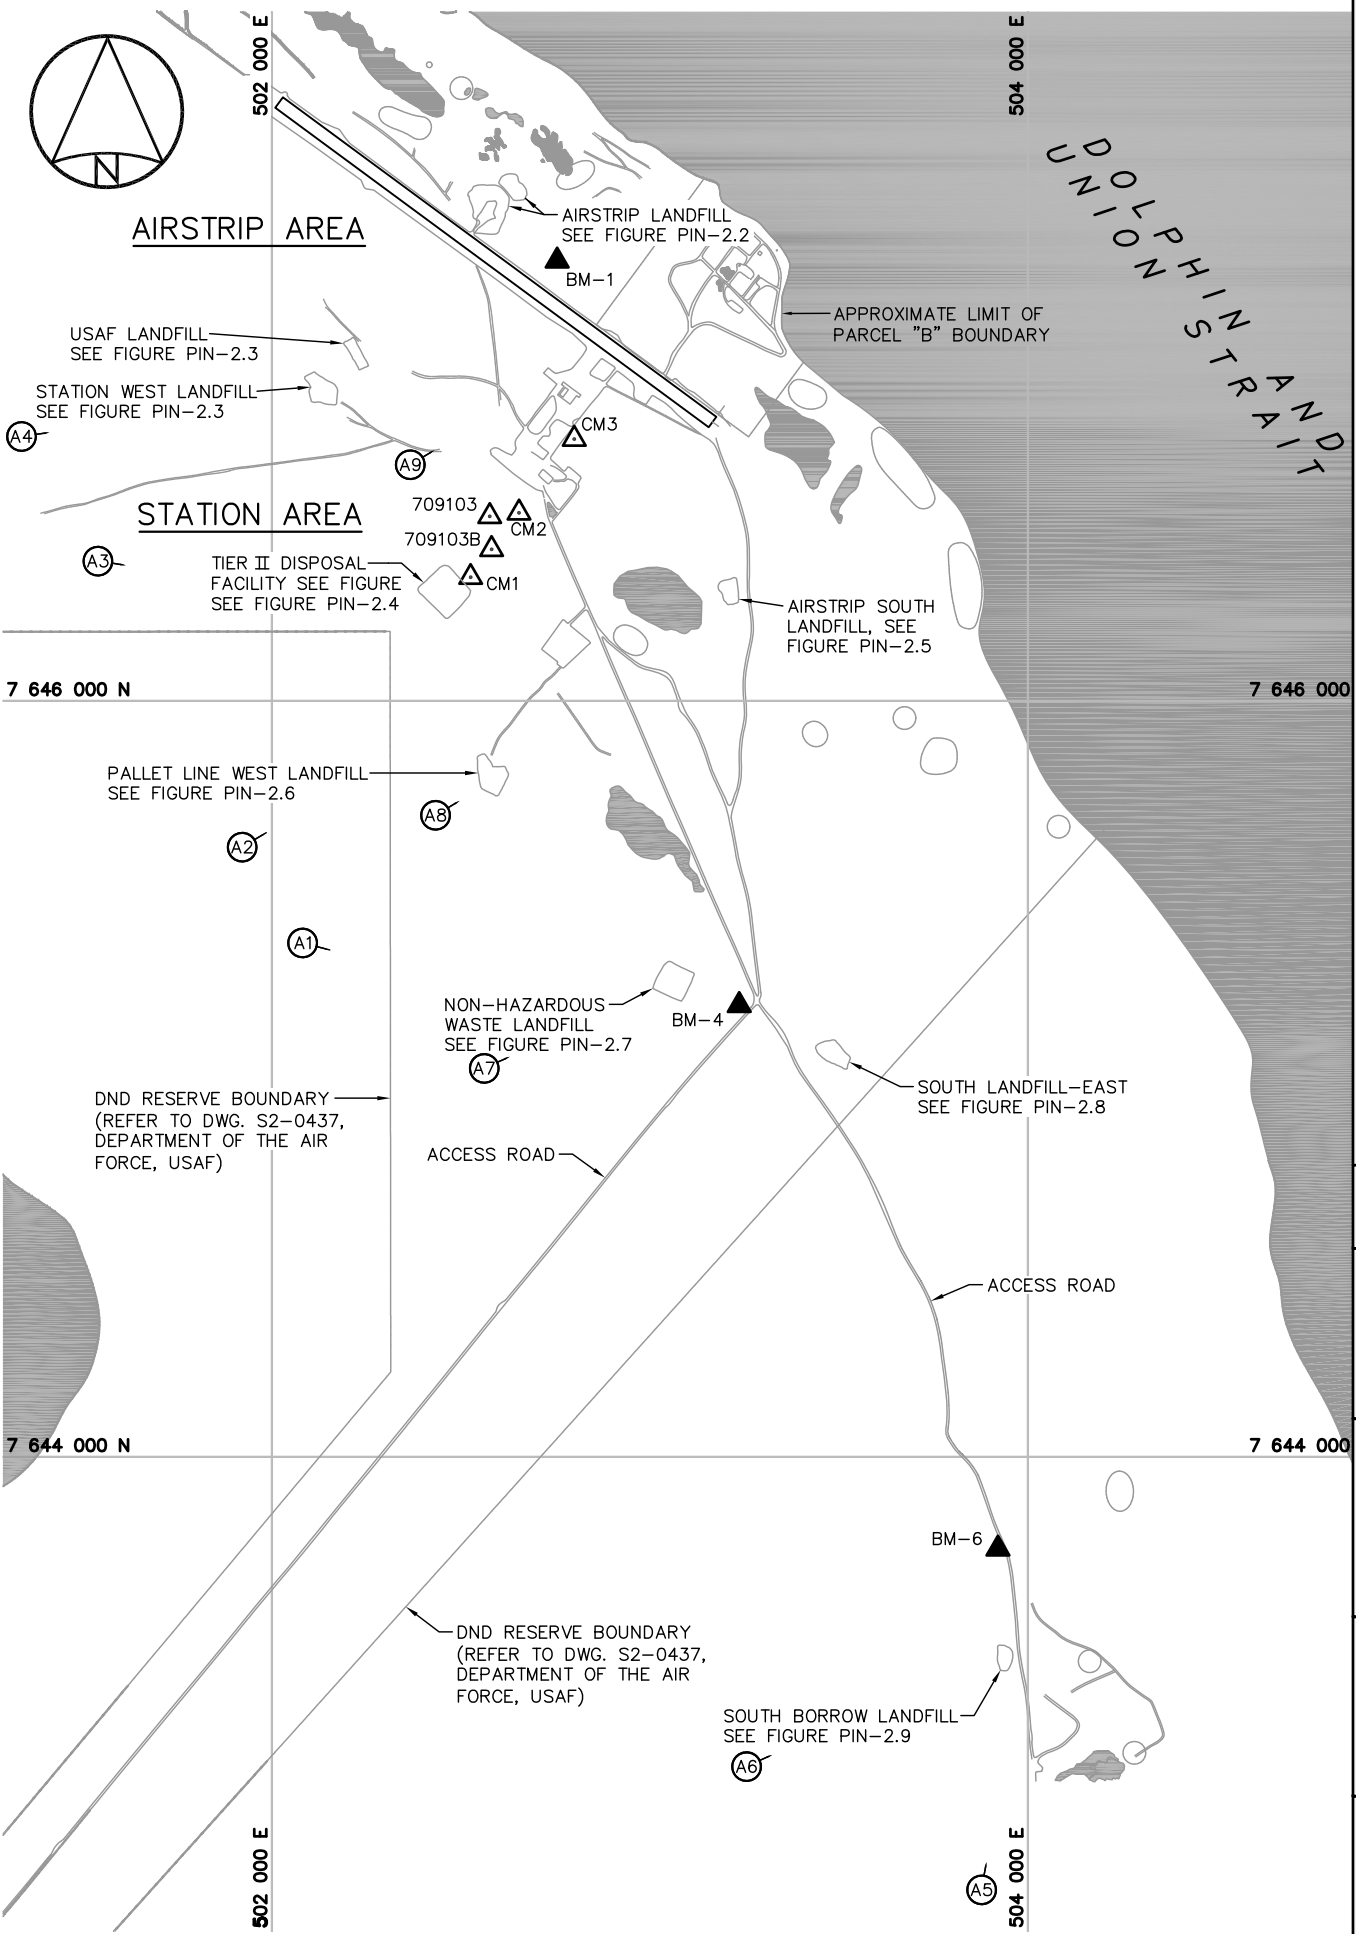 502 000 E
504 000 E
N
DOLPHIN AND
UNION STRAIT
AIRSTRIP AREA
AIRSTRIP LANDFILL
SEE FIGURE PIN-2.2
BM-1
APPROXIMATE LIMIT OF
PARCEL "B" BOUNDARY
USAF LANDFILL
SEE FIGURE PIN-2.3
STATION WEST LANDFILL
SEE FIGURE PIN-2.3
A4
CM3
A9
STATION AREA
709103
CM2
709103B
A3
TIER II DISPOSAL
FACILITY SEE FIGURE
SEE FIGURE PIN-2.4
CM1
AIRSTRIP SOUTH
LANDFILL, SEE
FIGURE PIN-2.5
7 646 000 N
7 646 000
PALLET LINE WEST LANDFILL
SEE FIGURE PIN-2.6
A8
A2
A1
NON-HAZARDOUS
WASTE LANDFILL
SEE FIGURE PIN-2.7
BM-4
A7
SOUTH LANDFILL-EAST
SEE FIGURE PIN-2.8
DND RESERVE BOUNDARY
(REFER TO DWG. S2-0437,
DEPARTMENT OF THE AIR
FORCE, USAF)
ACCESS ROAD
ACCESS ROAD
7 644 000 N
7 644 000
BM-6
DND RESERVE BOUNDARY
(REFER TO DWG. S2-0437,
DEPARTMENT OF THE AIR
FORCE, USAF)
SOUTH BORROW LANDFILL
SEE FIGURE PIN-2.9
A6
A5
502 000 E
504 000 E